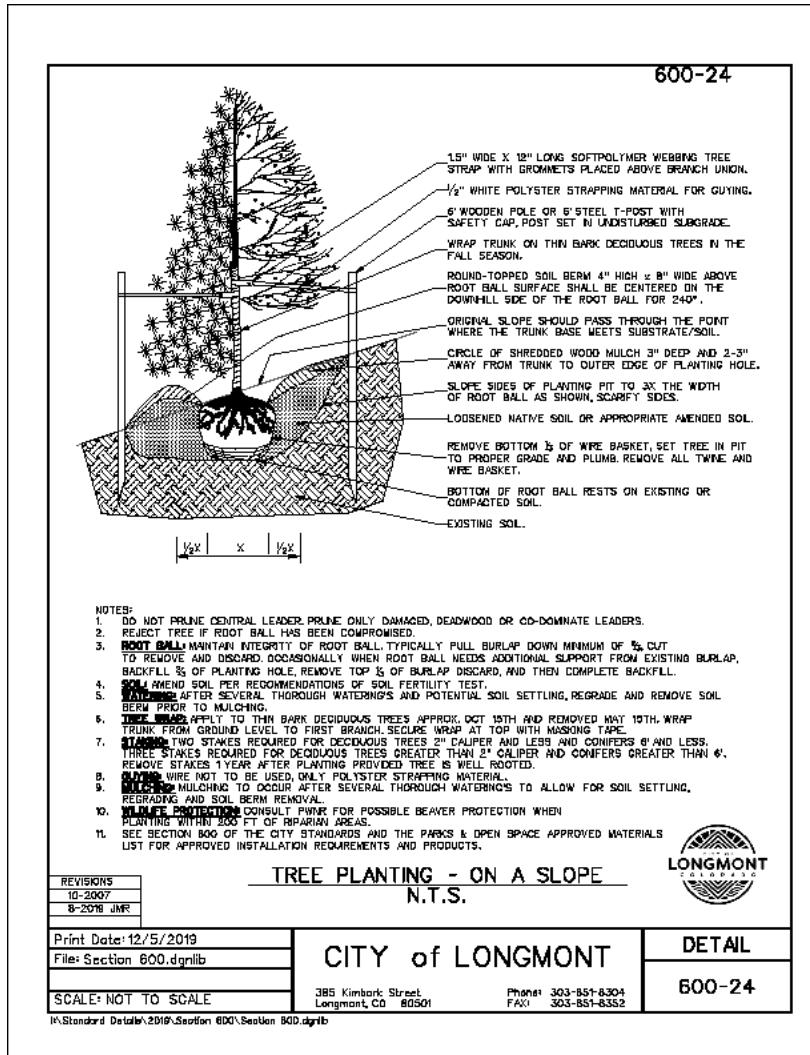 600-24
1.5" WIDE X 12" LONG SOFTPOLYMER WEBBING TREE
STRAP WITH GROMMETS PLACED ABOVE BRANCH UNION.
1/2" WHITE POLYSTER STRAPPING MATERIAL FOR GUYING.
6' WOODEN POLE OR 6' STEEL T-POST WITH
SAFETY CAP, POST SET IN UNDISTURBED SUBGRADE.
WRAP TRUNK ON THIN BARK DECIDUOUS TREES IN THE
FALL SEASON.
ROUND-TOPPED SOIL BERM 4" HIGH x 8" WIDE ABOVE
ROOT BALL SURFACE SHALL BE CENTERED ON THE
DOWNHILL SIDE OF THE ROOT BALL FOR 240°.
ORIGINAL SLOPE SHOULD PASS THROUGH THE POINT
WHERE THE TRUNK BASE MEETS SUBSTRATE/SOIL.
CIRCLE OF SHREDDED WOOD MULCH 3" DEEP AND 2-3"
AWAY FROM TRUNK TO OUTER EDGE OF PLANTING HOLE.
SLOPE SIDES OF PLANTING PIT TO 3X THE WIDTH
OF ROOT BALL AS SHOWN, SCARIFY SIDES.
LOOSENED NATIVE SOIL OR APPROPRIATE AMENDED SOIL.
REMOVE BOTTOM OF WIRE BASKET, SET TREE IN PIT
TO PROPER GRADE AND PLUMB. REMOVE ALL TWINE AND
WIRE BASKET.
BOTTOM OF ROOT BALL RESTS ON EXISTING OR
COMPACTED SOIL.
EXISTING SOIL.
1/2X X 1/2X
NOTES:
1. DO NOT PRUNE CENTRAL LEADER. PRUNE ONLY DAMAGED, DEADWOOD OR CO-DOMINATE LEADERS.
2. REJECT TREE IF ROOT BALL HAS BEEN COMPROMISED.
3. ROOT BALL: MAINTAIN INTEGRITY OF ROOT BALL. TYPICALLY PULL BURLAP DOWN MINIMUM OF CUT
TO REMOVE AND DISCARD. OCCASIONALLY WHEN ROOT BALL NEEDS ADDITIONAL SUPPORT FROM EXISTING BURLAP,
BACKFILL OF PLANTING HOLE, REMOVE TOP OF BURLAP DISCARD, AND THEN COMPLETE BACKFILL.
4. SOIL: AMEND SOIL PER RECOMMENDATIONS OF SOIL FERTILITY TEST.
5. WATERING: AFTER SEVERAL THOROUGH WATERING'S AND POTENTIAL SOIL SETTLING, REGRADE AND REMOVE SOIL
BERM PRIOR TO MULCHING.
6. TREE WRAP: APPLY TO THIN BARK DECIDUOUS TREES APPROX. OCT 15TH AND REMOVED MAY 15TH. WRAP
TRUNK FROM GROUND LEVEL TO FIRST BRANCH. SECURE WRAP AT TOP WITH MASKING TAPE.
7. STAKING: TWO STAKES REQUIRED FOR DECIDUOUS TREES 2" CALIPER AND LESS AND CONIFERS 6' AND LESS.
THREE STAKES REQUIRED FOR DECIDUOUS TREES GREATER THAN 2" CALIPER AND CONIFERS GREATER THAN 6'.
REMOVE STAKES 1 YEAR AFTER PLANTING PROVIDED TREE IS WELL ROOTED.
8. GUYING: WIRE NOT TO BE USED, ONLY POLYSTER STRAPPING MATERIAL.
9. MULCHING: MULCHING TO OCCUR AFTER SEVERAL THOROUGH WATERING'S TO ALLOW FOR SOIL SETTLING,
REGRADING AND SOIL BERM REMOVAL.
10. WILDLIFE PROTECTION: CONSULT PWNR FOR POSSIBLE BEAVER PROTECTION WHEN
PLANTING WITHIN 200 FT OF RIPARIAN AREAS.
11. SEE SECTION 600 OF THE CITY STANDARDS AND THE PARKS & OPEN SPACE APPROVED MATERIALS
LIST FOR APPROVED INSTALLATION REQUIREMENTS AND PRODUCTS.
CITY OF
LONGMONT
COLORADO
TREE PLANTING - ON A SLOPE
N.T.S.
REVISIONS
10-2007
8-2019 JMR
Print Date: 12/5/2019
File: Section 600.dgnlib
SCALE: NOT TO SCALE
CITY of LONGMONT
385 Kimbark Street
Longmont, CO 80501
Phone: 303-651-8304
FAX: 303-651-8352
DETAIL
600-24
I:\Standard Details\2019\Section 600\Section 600.dgnlib